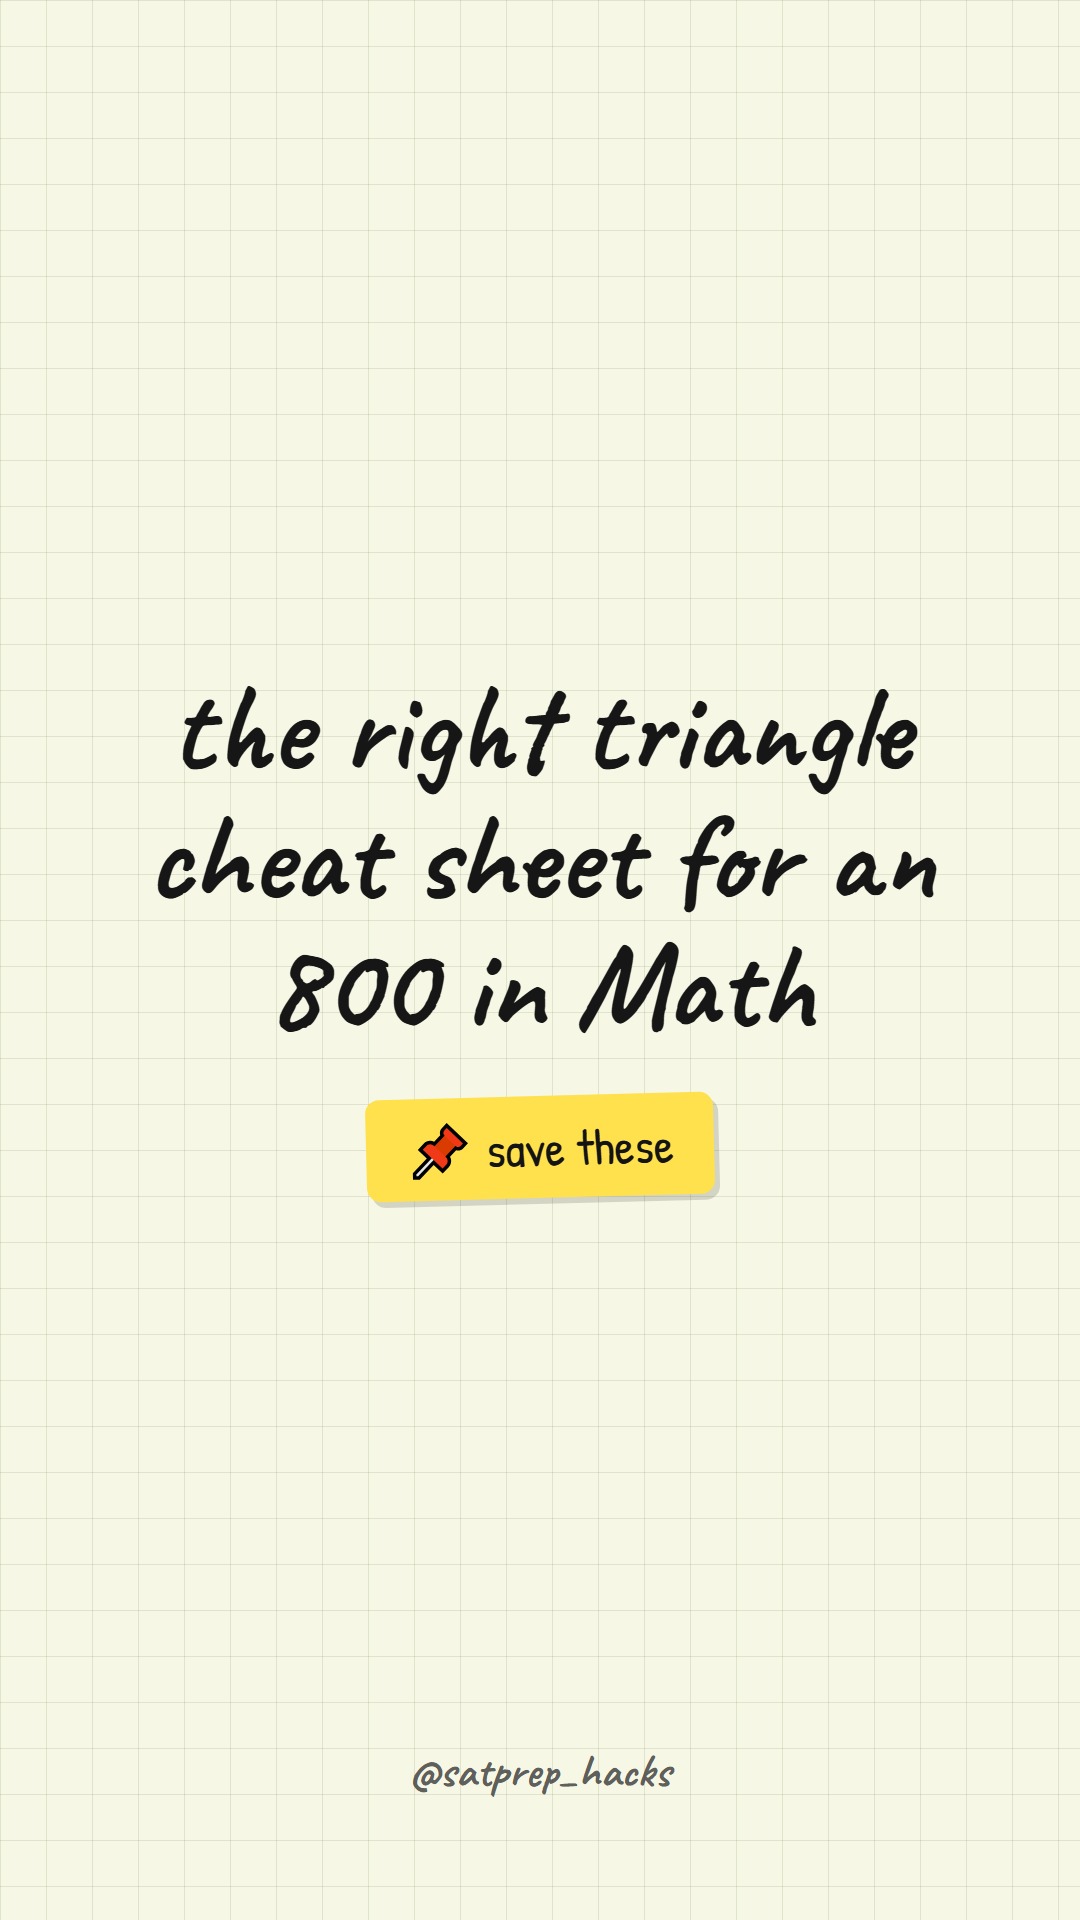 the right triangle
cheat sheet for an
800 in Math
📌 save these
@satprep_hacks